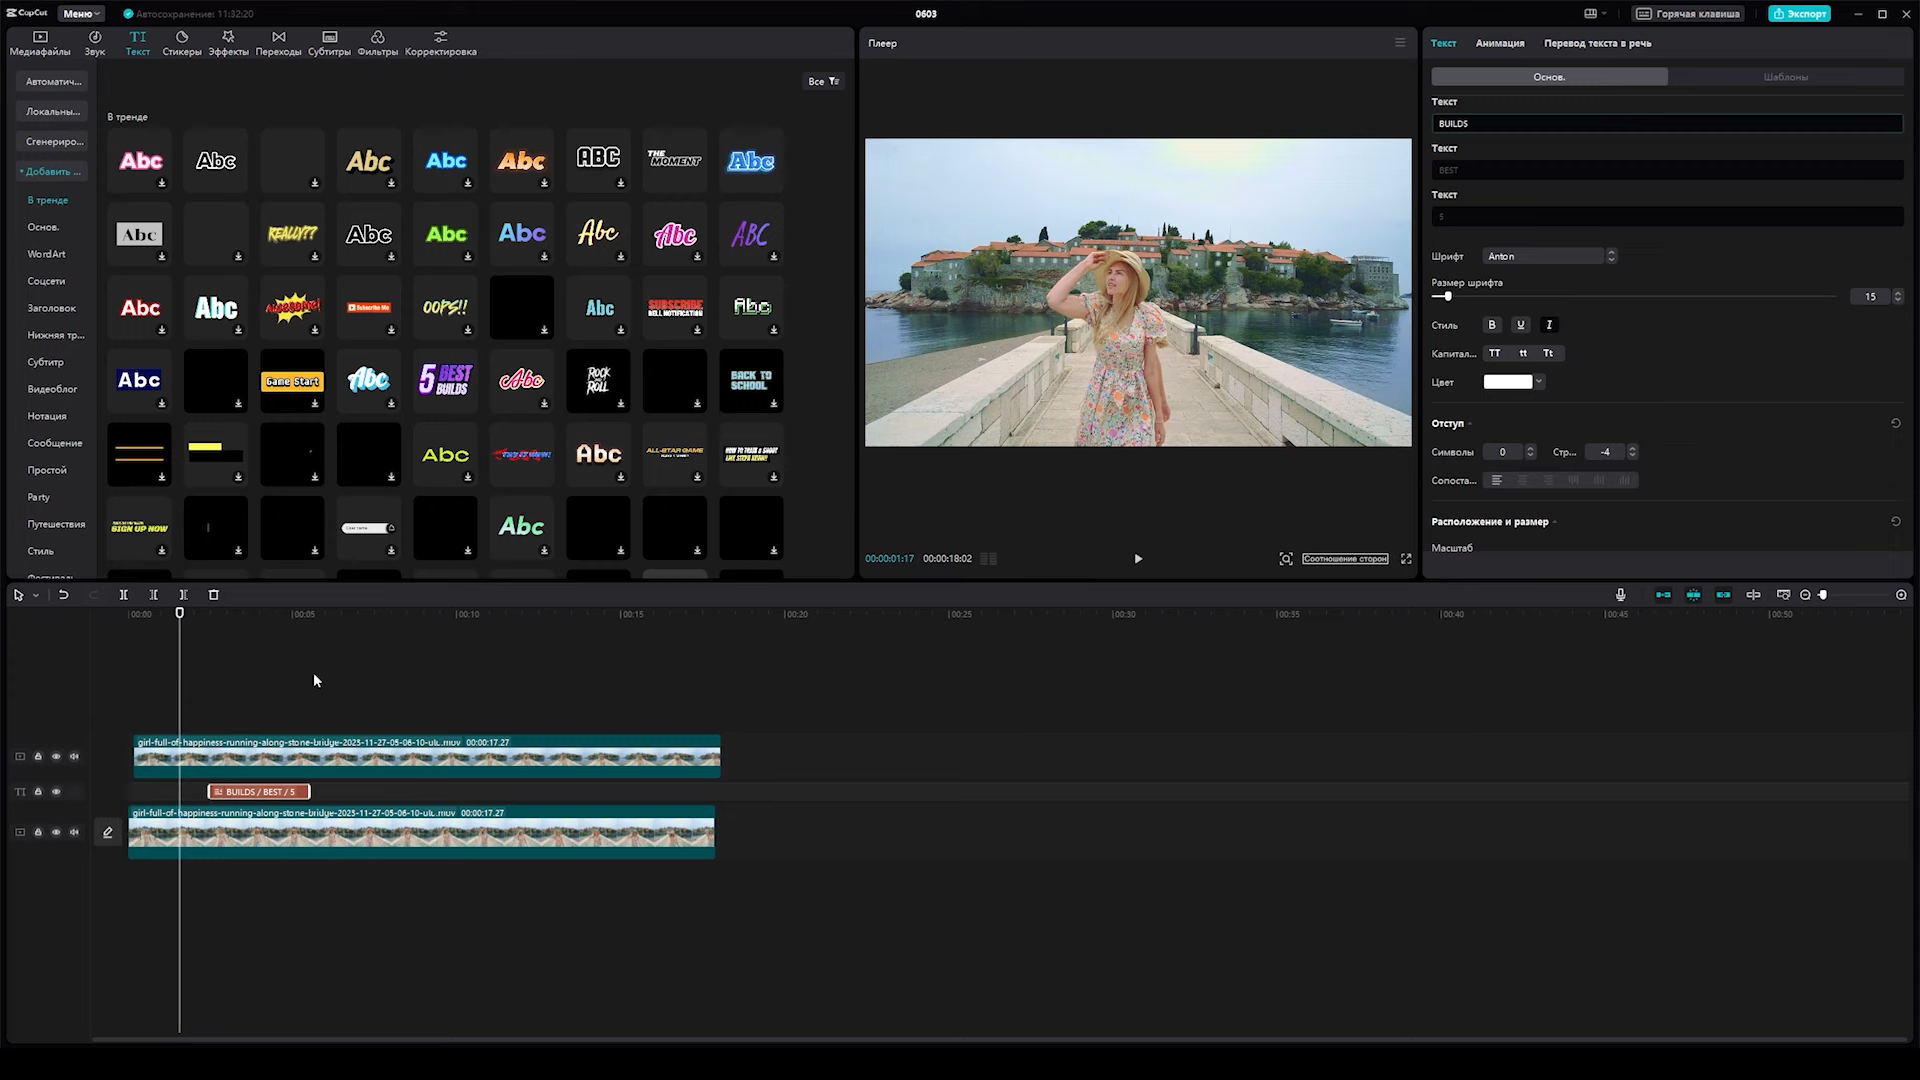 CapCut
Меню
Автосохранение: 11:32:20
0603
Горячая клавиша
Экспорт
Медиафайлы
Звук
Текст
Стикеры
Эффекты
Переходы
Субтитры
Фильтры
Корректировка
Автоматич...
Локальны...
Сгенериро...
Добавить ...
В тренде
Основ.
WordArt
Соцсети
Заголовок
Нижняя тр...
Субтитр
Видеоблог
Нотация
Сообщение
Простой
Party
Путешествия
Стиль
Фестиваль
Все
В тренде
Abc
Abc
Abc
Abc
Abc
ABC
THE MOMENT
Abc
Abc
REALLY??
Abc
Abc
Abc
Abc
Abc
ABC
Abc
Abc
AWESOME!
Subscribe Me
OOPS!!
Abc
SUBSCRIBE
BELL NOTIFICATION
Abc
Abc
Game Start
Abc
5 BEST BUILDS
Abc
ROCK ROLL
BACK TO SCHOOL
Abc
Abc
ALL-STAR GAME
SIGN UP NOW
Abc
Плеер
00:00:01:17
00:00:18:02
Соотношение сторон
Текст
Анимация
Перевод текста в речь
Основ.
Шаблоны
Текст
BUILDS
Текст
BEST
Текст
5
Шрифт
Anton
Размер шрифта
15
Стиль
B U I
Капитал...
TT tt Tt
Цвет
Отступ
Символы
0
Стр...
-4
Сопоста...
Расположение и размер
Масштаб
00:00
00:05
00:10
00:15
00:20
00:25
00:30
00:35
00:40
00:45
00:50
girl-full-of-happiness-running-along-stone-bridge-2023-11-27-05-06-10-utc.mov 00:00:17.27
TI
BUILDS / BEST / 5
girl-full-of-happiness-running-along-stone-bridge-2023-11-27-05-06-10-utc.mov 00:00:17.27